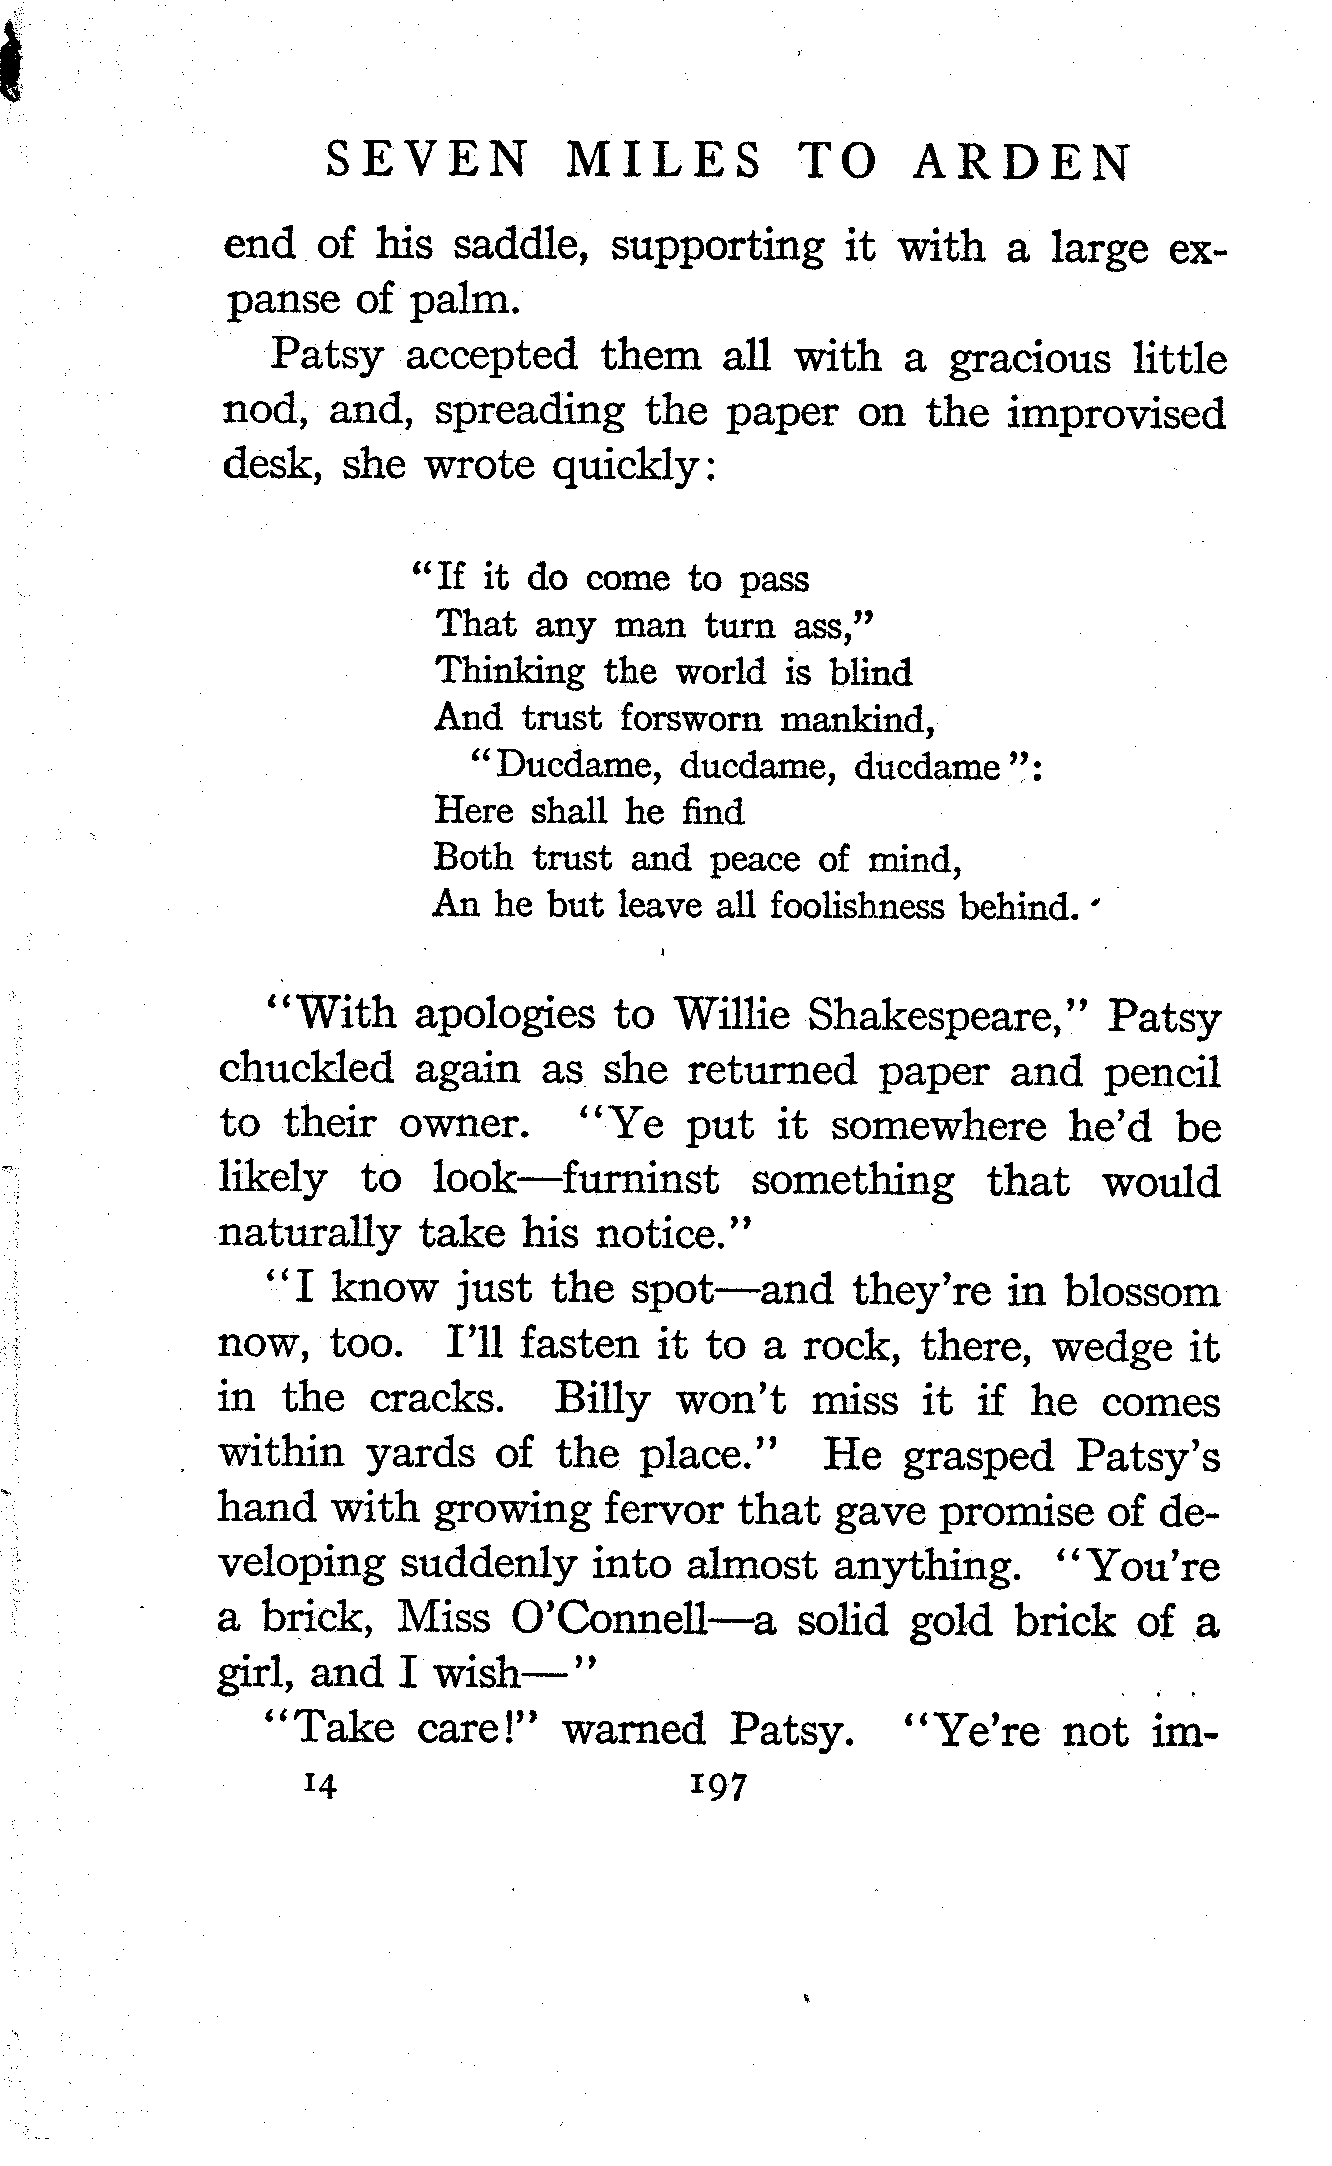 SEVEN MILES TO ARDEN
end of his saddle, supporting it with a large ex-
panse of palm.
Patsy accepted them all with a gracious little
nod, and, spreading the paper on the improvised
desk, she wrote quickly:
“If it do come to pass
That any man turn ass,”
Thinking the world is blind
And trust forsworn mankind,
“Ducdame, ducdame, ducdame”:
Here shall he find
Both trust and peace of mind,
An he but leave all foolishness behind.
“With apologies to Willie Shakespeare,” Patsy
chuckled again as she returned paper and pencil
to their owner. “Ye put it somewhere he’d be
likely to look—furninst something that would
naturally take his notice.”
“I know just the spot—and they’re in blossom
now, too. I’ll fasten it to a rock, there, wedge it
in the cracks. Billy won’t miss it if he comes
within yards of the place.” He grasped Patsy’s
hand with growing fervor that gave promise of de-
veloping suddenly into almost anything. “You’re
a brick, Miss O’Connell—a solid gold brick of a
girl, and I wish—”
“Take care!” warned Patsy. “Ye’re not im-
14 197